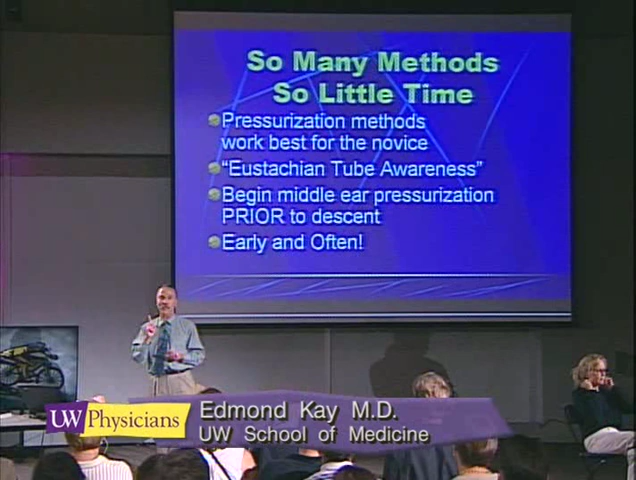 So Many Methods
So Little Time
Pressurization methods
work best for the novice
“Eustachian Tube Awareness”
Begin middle ear pressurization
PRIOR to descent
Early and Often!
UW Physicians
Edmond Kay M.D.
UW School of Medicine